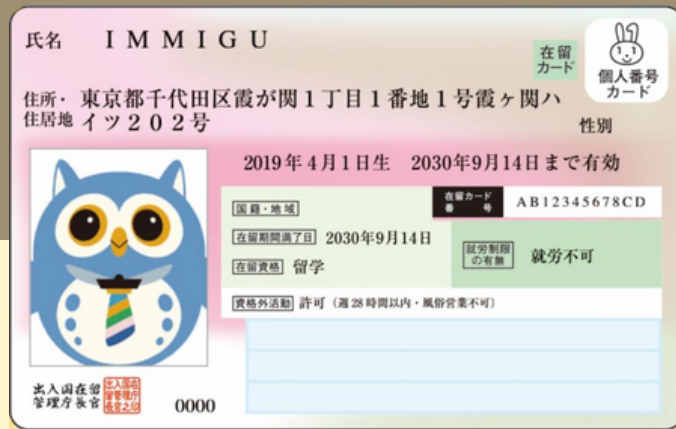 氏名 IMMIGU
在留
カード
個人番号
カード
住所・ 東京都千代田区霞が関1丁目1番地1号霞ヶ関ハ
住居地 イツ202号
性別
2019年4月1日生 2030年9月14日まで有効
国籍・地域
在留カード
番号
AB12345678CD
在留期間満了日 2030年9月14日
在留資格 留学
就労制限
の有無
就労不可
資格外活動 許可（週28時間以内・風俗営業不可）
出入国在留
管理庁長官
0000